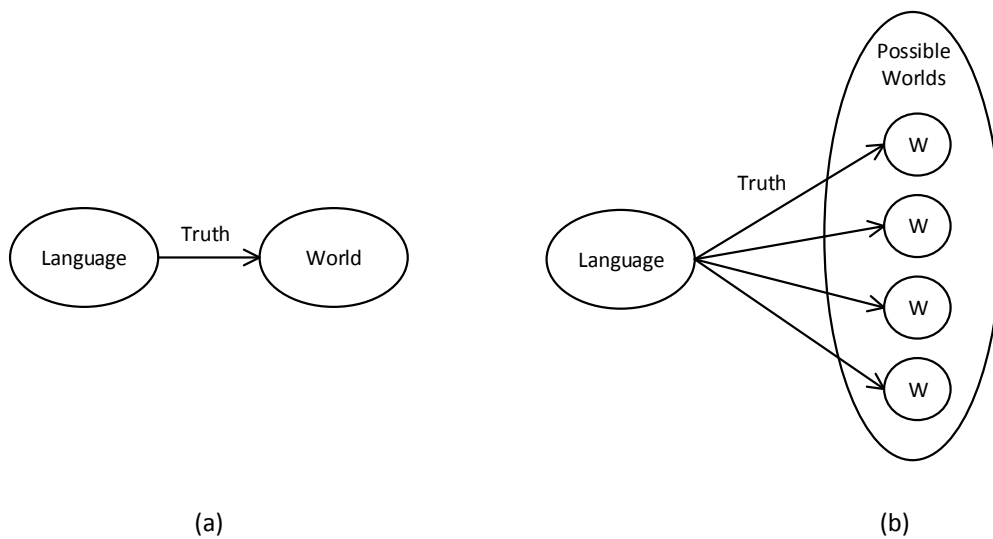 Language
Truth
World
(a)
Possible
Worlds
Truth
Language
W
W
W
W
(b)